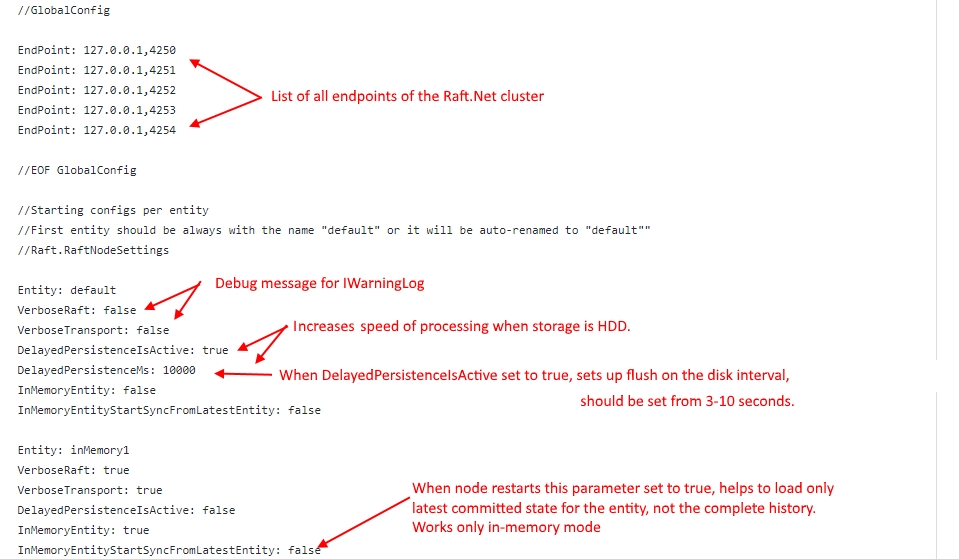 //GlobalConfig
EndPoint: 127.0.0.1,4250
EndPoint: 127.0.0.1,4251
EndPoint: 127.0.0.1,4252
List of all endpoints of the Raft.Net cluster
EndPoint: 127.0.0.1,4253
EndPoint: 127.0.0.1,4254
//EOF GlobalConfig
//Starting configs per entity
//First entity should be always with the name "default" or it will be auto-renamed to "default""
//Raft.RaftNodeSettings
Entity: default
Debug message for IWarningLog
VerboseRaft: false
VerboseTransport: false
Increases speed of processing when storage is HDD.
DelayedPersistenceIsActive: true
DelayedPersistenceMs: 10000
When DelayedPersistenceIsActive set to true, sets up flush on the disk interval,
should be set from 3-10 seconds.
InMemoryEntity: false
InMemoryEntityStartSyncFromLatestEntity: false
Entity: inMemory1
VerboseRaft: true
VerboseTransport: true
DelayedPersistenceIsActive: false
InMemoryEntity: true
InMemoryEntityStartSyncFromLatestEntity: false
When node restarts this parameter set to true, helps to load only
latest committed state for the entity, not the complete history.
Works only in-memory mode